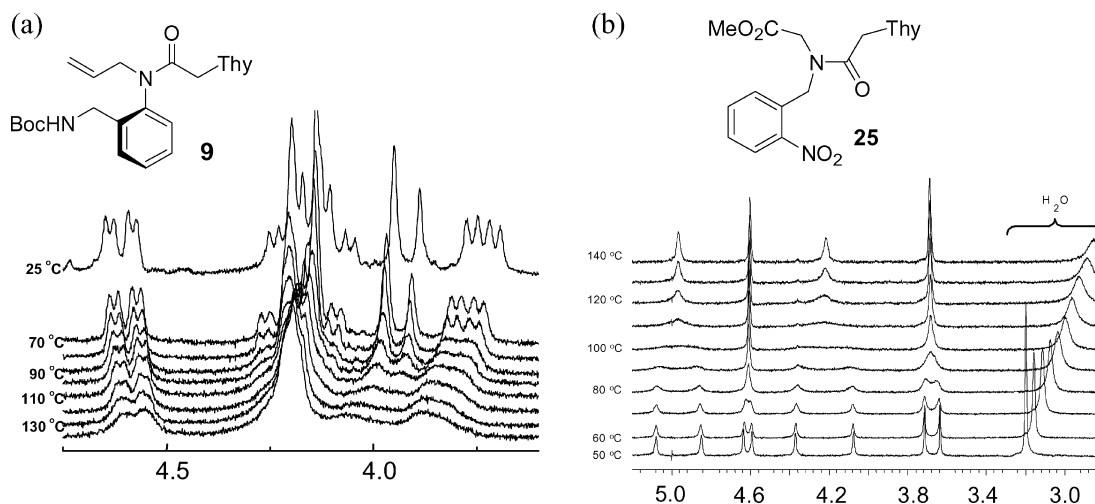 (a)
O
N
Thy
BocHN
9
25 °C
70 °C
90 °C
110 °C
130 °C
4.5 4.0
(b)
MeO2C
Thy
N
O
NO2
25
H2O
140 °C
120 °C
100 °C
80 °C
60 °C
50 °C
5.0 4.6 4.2 3.8 3.4 3.0